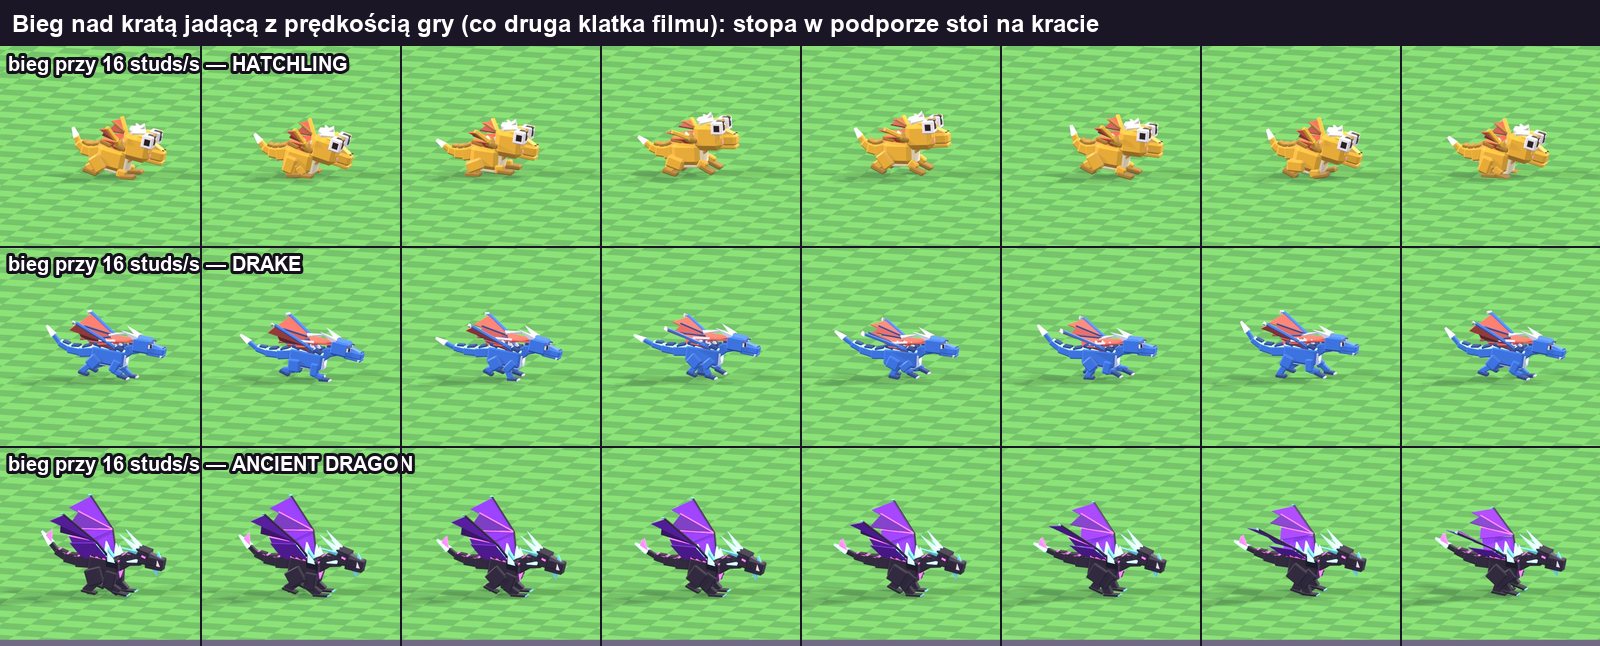 Bieg nad kratą jadącą z prędkością gry (co druga klatka filmu): stopa w podporze stoi na kracie
bieg przy 16 studs/s — HATCHLING
bieg przy 16 studs/s — DRAKE
bieg przy 16 studs/s — ANCIENT DRAGON